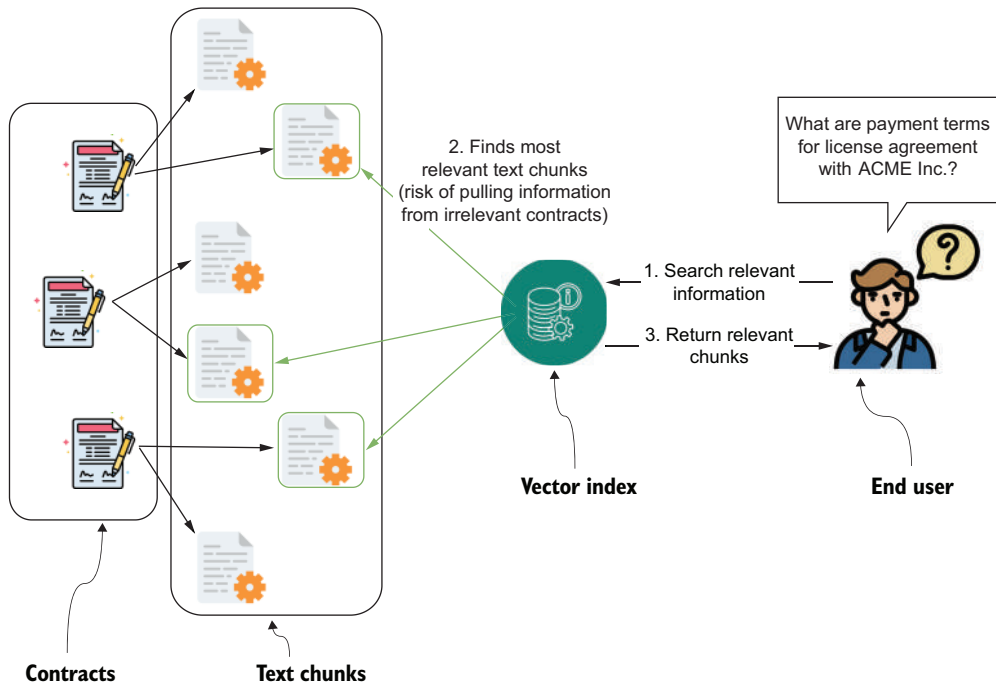 What are payment terms
for license agreement
with ACME Inc.?
2. Finds most
relevant text chunks
(risk of pulling information
from irrelevant contracts)
1. Search relevant
information
3. Return relevant
chunks
Vector index
End user
Contracts
Text chunks